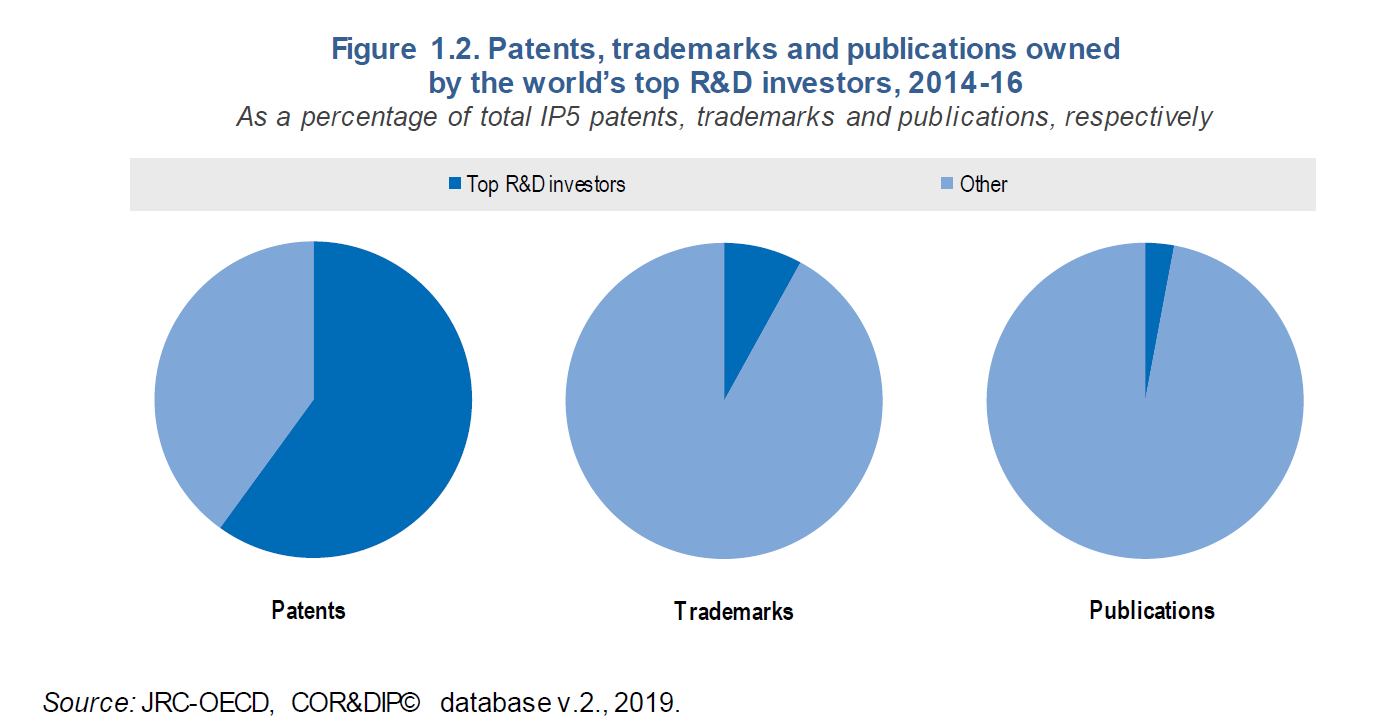 Figure 1.2. Patents, trademarks and publications owned
by the world’s top R&D investors, 2014-16
As a percentage of total IP5 patents, trademarks and publications, respectively
Top R&D investors
Other
Patents
Trademarks
Publications
Source: JRC-OECD, COR&DIP© database v.2., 2019.